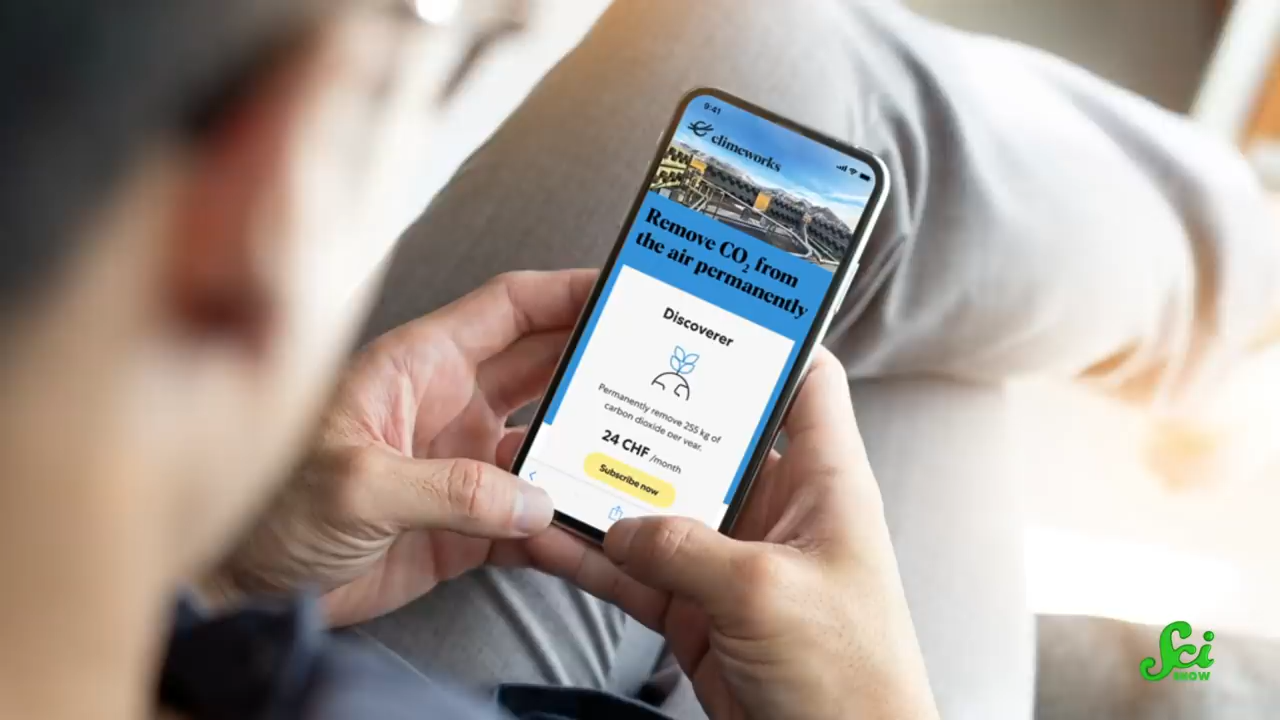 9:41
climeworks
Remove CO₂ from
the air permanently
Discoverer
Permanently remove 255 kg of
carbon dioxide per year.
24 CHF /month
Subscribe now
Sci
SHOW